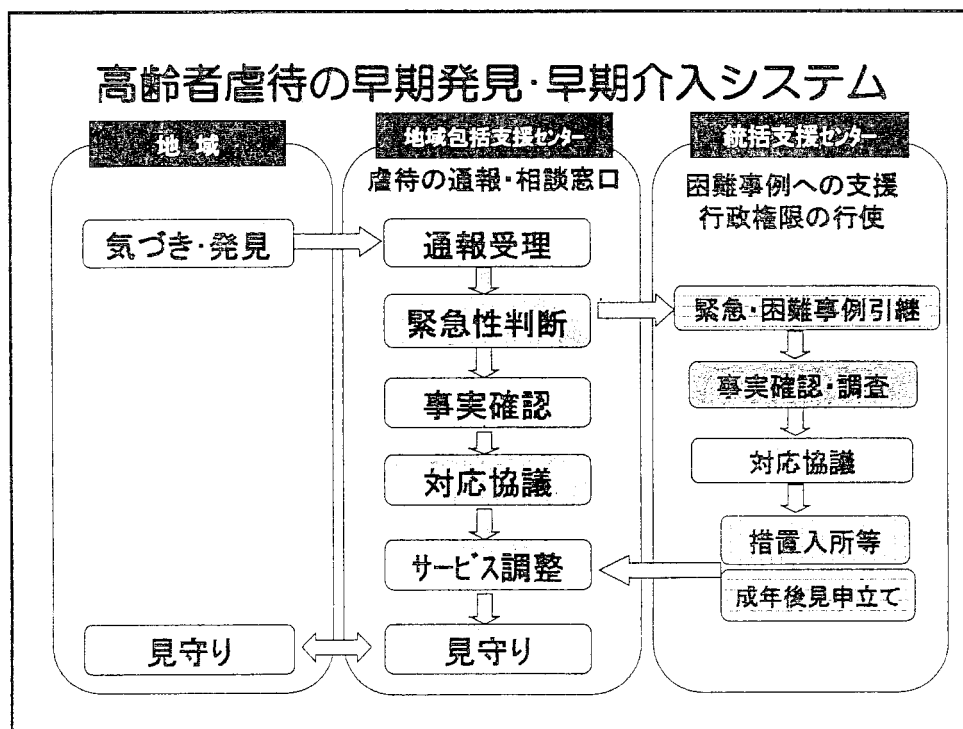 高齢者虐待の早期発見・早期介入システム
地域
気づき・発見
見守り
地域包括支援センター
虐待の通報・相談窓口
通報受理
緊急性判断
事実確認
対応協議
サービス調整
見守り
統括支援センター
困難事例への支援
行政権限の行使
緊急・困難事例引継
事実確認・調査
対応協議
措置入所等
成年後見申立て